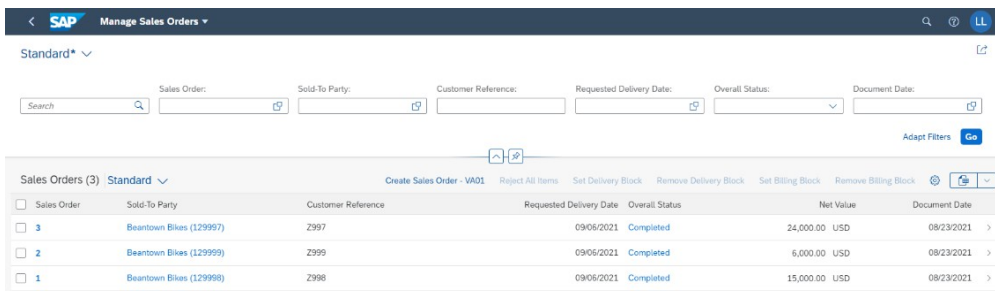 SAP Manage Sales Orders LL
Standard*
Sales Order: Sold-To Party: Customer Reference: Requested Delivery Date: Overall Status: Document Date:
Search
Adapt Filters Go
Sales Orders (3) Standard Create Sales Order - VA01 Reject All Items Set Delivery Block Remove Delivery Block Set Billing Block Remove Billing Block
Sales Order Sold-To Party Customer Reference Requested Delivery Date Overall Status Net Value Document Date
3 Beantown Bikes (129997) Z997 09/06/2021 Completed 24,000.00 USD 08/23/2021
2 Beantown Bikes (129999) Z999 09/06/2021 Completed 6,000.00 USD 08/23/2021
1 Beantown Bikes (129998) Z998 09/06/2021 Completed 15,000.00 USD 08/23/2021